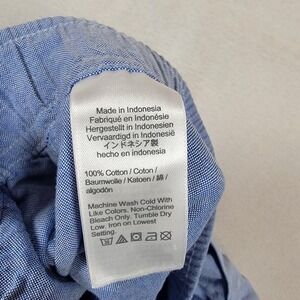 Made in Indonesia
Fabriqué en Indonésie
Hergestellt in Indonesien
Vervaardigd in Indonesië
インドネシア製
hecho en indonesia
100% Cotton / Coton /
Baumwolle / Katoen / 綿 /
algodón
Machine Wash Cold With
Like Colors. Non-Chlorine
Bleach Only. Tumble Dry
Low. Iron on Lowest
Setting.